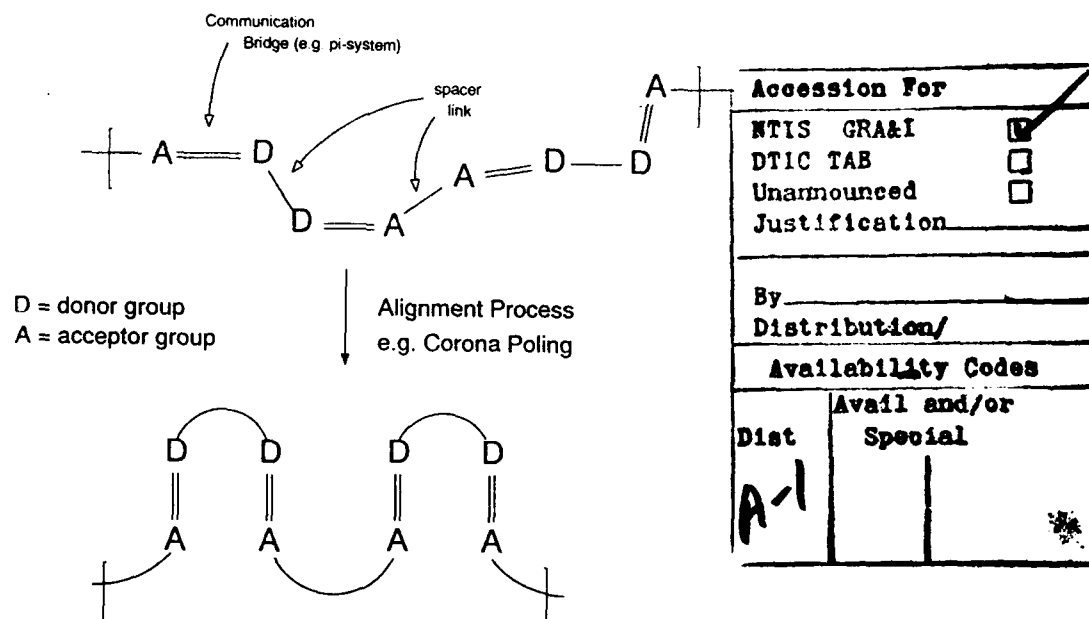 Communication
Bridge (e.g. pi-system)
spacer
link
A
A D
A D D
D A
D = donor group
A = acceptor group
Alignment Process
e.g. Corona Poling
D D D D
A A A A
Accession For
NTIS GRA&I
DTIC TAB
Unannounced
Justification
By
Distribution/
Availability Codes
Avail and/or
Dist Special
A-1